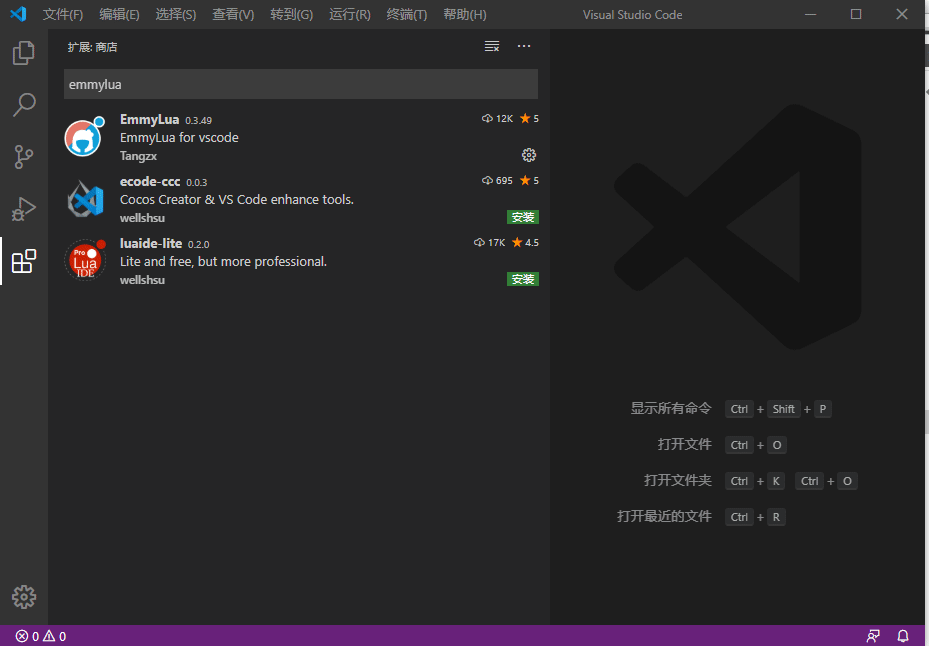 文件(F) 编辑(E) 选择(S) 查看(V) 转到(G) 运行(R) 终端(T) 帮助(H) Visual Studio Code
扩展: 商店
emmylua
EmmyLua 0.3.49 12K 5
EmmyLua for vscode
Tangzx
ecode-ccc 0.0.3 695 5
Cocos Creator & VS Code enhance tools.
wellshsu 安装
Pro
Lua
IDE
luaide-lite 0.2.0 17K 4.5
Lite and free, but more professional.
wellshsu 安装
显示所有命令 Ctrl + Shift + P
打开文件 Ctrl + O
打开文件夹 Ctrl + K Ctrl + O
打开最近的文件 Ctrl + R
0 0